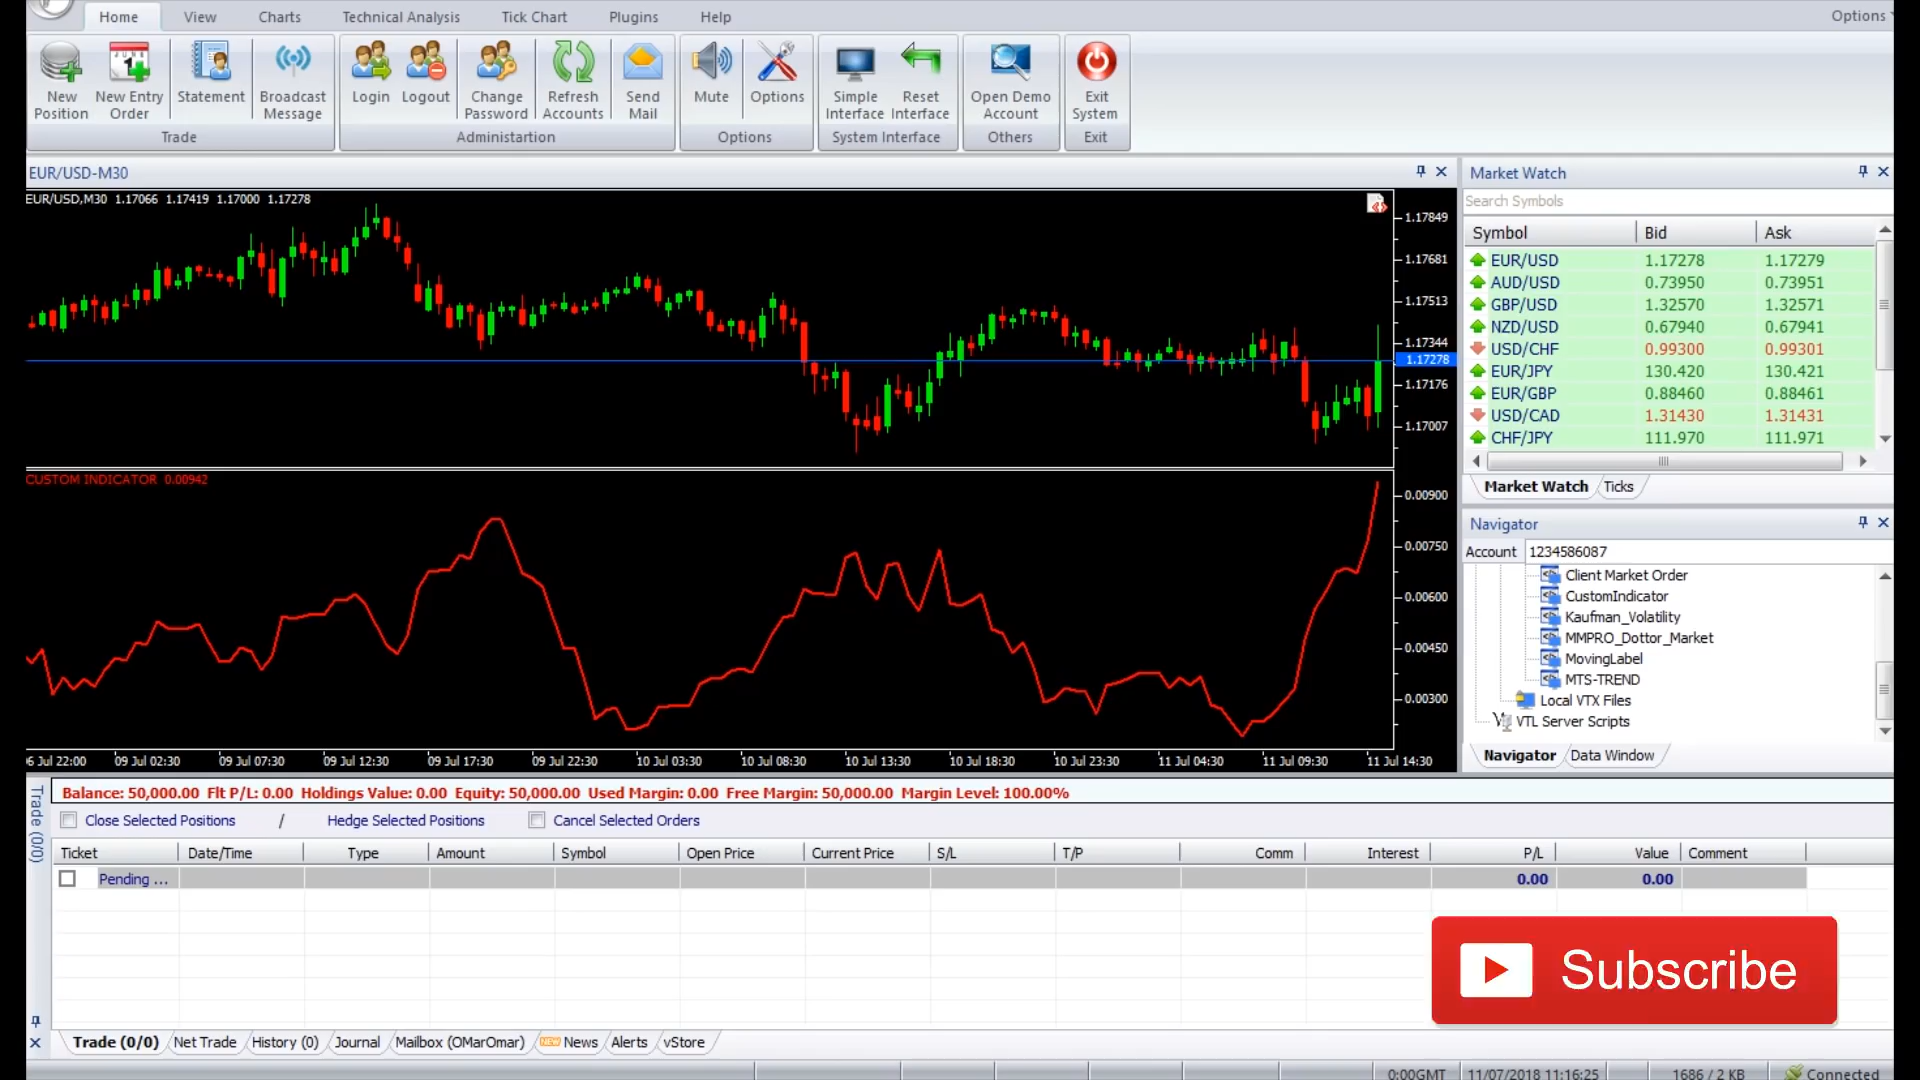 Home View Charts Technical Analysis Tick Chart Plugins Help Options
New Position
New Entry Order
Statement
Broadcast Message
Trade
Login
Logout
Change Password
Refresh Accounts
Send Mail
Administartion
Mute
Options
Options
Simple Interface
Reset Interface
System Interface
Open Demo Account
Others
Exit System
Exit
EUR/USD-M30
EUR/USD,M30 1.17066 1.17419 1.17000 1.17278
1.17849
1.17681
1.17513
1.17344
1.17278
1.17176
1.17007
CUSTOM INDICATOR 0.00942
0.00900
0.00750
0.00600
0.00450
0.00300
6 Jul 22:00 09 Jul 02:30 09 Jul 07:30 09 Jul 12:30 09 Jul 17:30 09 Jul 22:30 10 Jul 03:30 10 Jul 08:30 10 Jul 13:30 10 Jul 18:30 10 Jul 23:30 11 Jul 04:30 11 Jul 09:30 11 Jul 14:30
Market Watch
Search Symbols
Symbol Bid Ask
EUR/USD 1.17278 1.17279
AUD/USD 0.73950 0.73951
GBP/USD 1.32570 1.32571
NZD/USD 0.67940 0.67941
USD/CHF 0.99300 0.99301
EUR/JPY 130.420 130.421
EUR/GBP 0.88460 0.88461
USD/CAD 1.31430 1.31431
CHF/JPY 111.970 111.971
Market Watch Ticks
Navigator
Account 1234586087
Client Market Order
CustomIndicator
Kaufman_Volatility
MMPRO_Dottor_Market
MovingLabel
MTS-TREND
Local VTX Files
VTL Server Scripts
Navigator Data Window
Trade (0/0)
Balance: 50,000.00 Flt P/L: 0.00 Holdings Value: 0.00 Equity: 50,000.00 Used Margin: 0.00 Free Margin: 50,000.00 Margin Level: 100.00%
Close Selected Positions / Hedge Selected Positions Cancel Selected Orders
Ticket Date/Time Type Amount Symbol Open Price Current Price S/L T/P Comm Interest P/L Value Comment
Pending ... 0.00 0.00
Subscribe
Trade (0/0) Net Trade History (0) Journal Mailbox (OMarOmar) News Alerts vStore
0:00GMT 11/07/2018 11:16:25 1686 / 2 KB Connected